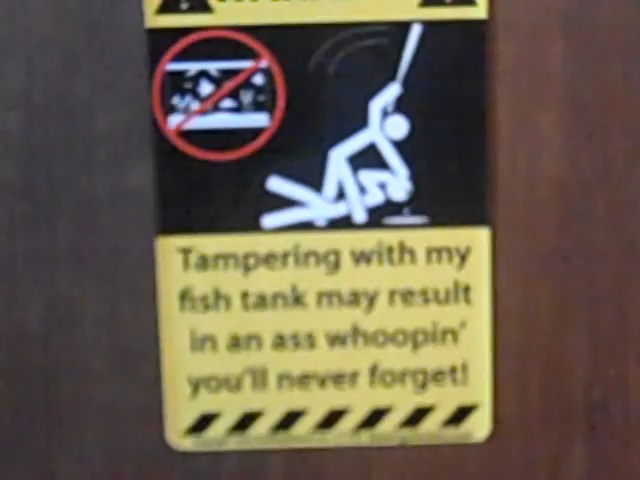 Tampering with my
fish tank may result
in an ass whoopin'
you'll never forget!